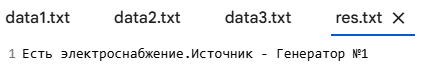 data1.txt data2.txt data3.txt res.txt ×
1 Есть электроснабжение.Источник - Генератор №1